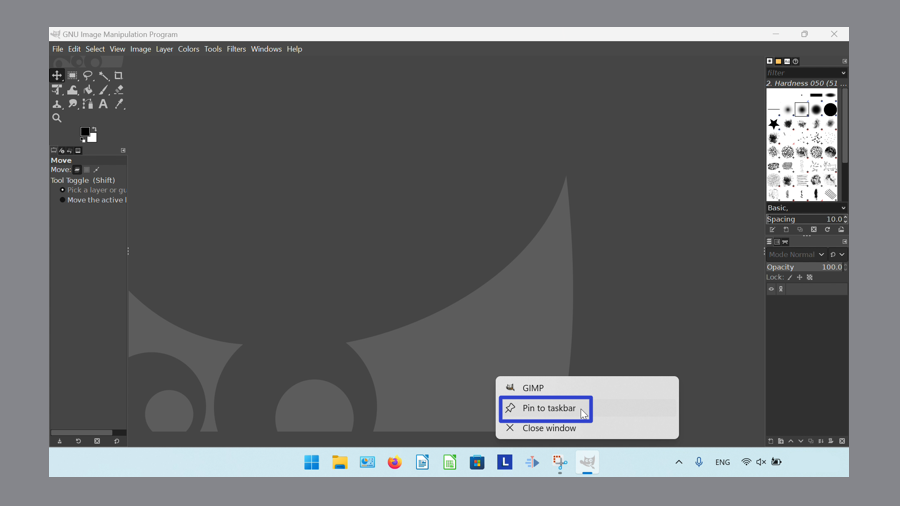 GNU Image Manipulation Program
File Edit Select View Image Layer Colors Tools Filters Windows Help
filter
2. Hardness 050 (51 ...
A
Move
Move:
Tool Toggle (Shift)
Pick a layer or gu
Move the active l
Basic,
Spacing 10.0
Mode Normal
Opacity 100.0
Lock:
GIMP
Pin to taskbar
Close window
L
ENG